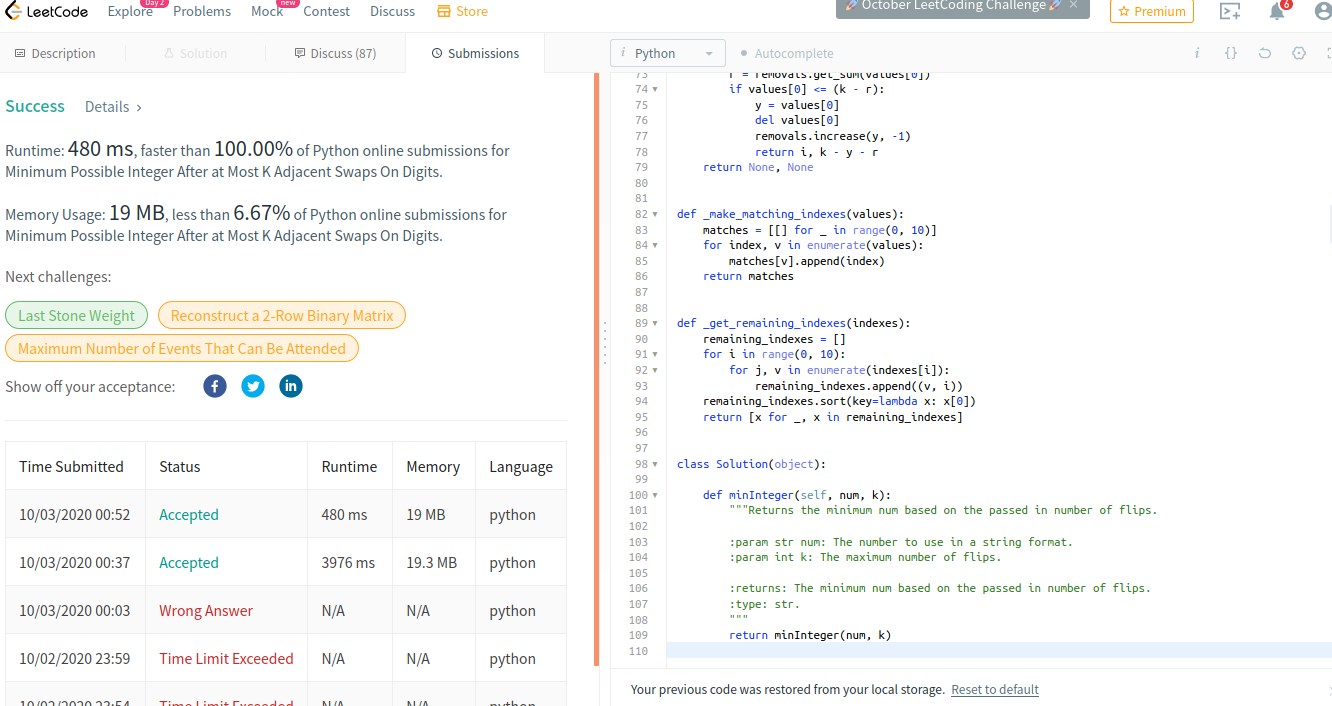 LeetCode
Explore Day 2 Problems Mock new Contest Discuss Store
🚀 October LeetCoding Challenge 🚀 ×
Premium
6
Description Solution Discuss (87) Submissions
i Python Autocomplete
Success Details ›
Runtime: 480 ms, faster than 100.00% of Python online submissions for
Minimum Possible Integer After at Most K Adjacent Swaps On Digits.
Memory Usage: 19 MB, less than 6.67% of Python online submissions for
Minimum Possible Integer After at Most K Adjacent Swaps On Digits.
Next challenges:
Last Stone Weight Reconstruct a 2-Row Binary Matrix
Maximum Number of Events That Can Be Attended
Show off your acceptance:
Time Submitted Status Runtime Memory Language
10/03/2020 00:52 Accepted 480 ms 19 MB python
10/03/2020 00:37 Accepted 3976 ms 19.3 MB python
10/03/2020 00:03 Wrong Answer N/A N/A python
10/02/2020 23:59 Time Limit Exceeded N/A N/A python
10/02/2020 23:54 Time Limit Exceeded N/A N/A python
73 r = removals.get_sum(values[0])
74 if values[0] <= (k - r):
75 y = values[0]
76 del values[0]
77 removals.increase(y, -1)
78 return i, k - y - r
79 return None, None
80
81
82 def _make_matching_indexes(values):
83 matches = [[] for _ in range(0, 10)]
84 for index, v in enumerate(values):
85 matches[v].append(index)
86 return matches
87
88
89 def _get_remaining_indexes(indexes):
90 remaining_indexes = []
91 for i in range(0, 10):
92 for j, v in enumerate(indexes[i]):
93 remaining_indexes.append((v, i))
94 remaining_indexes.sort(key=lambda x: x[0])
95 return [x for _, x in remaining_indexes]
96
97
98 class Solution(object):
99
100 def minInteger(self, num, k):
101 """Returns the minimum num based on the passed in number of flips.
102
103 :param str num: The number to use in a string format.
104 :param int k: The maximum number of flips.
105
106 :returns: The minimum num based on the passed in number of flips.
107 :type: str.
108 """
109 return minInteger(num, k)
110
Your previous code was restored from your local storage. Reset to default